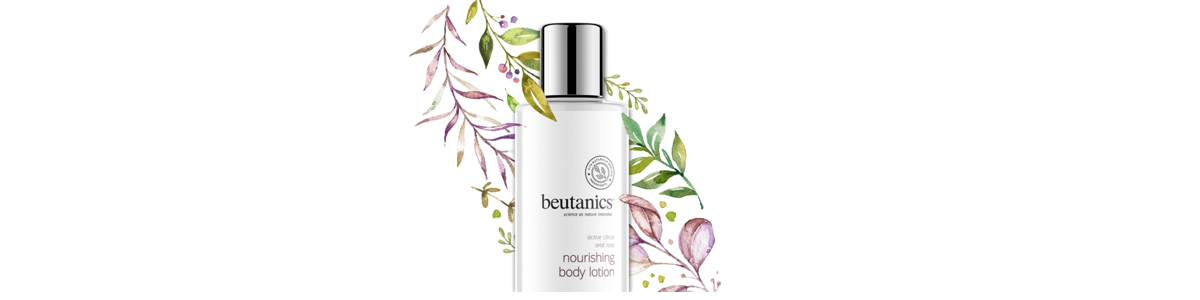 beutanics
science as nature intended
active citrus
and rose
nourishing
body lotion